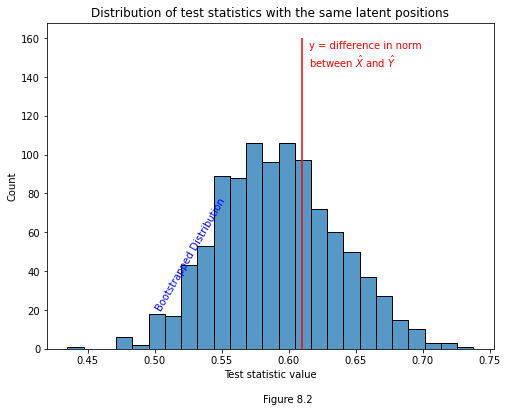 Distribution of test statistics with the same latent positions
160
140
120
100
80
60
40
20
0
Count
y = difference in norm
between X̂ and Ŷ
Bootstrapped Distribution
0.45 0.50 0.55 0.60 0.65 0.70 0.75
Test statistic value
Figure 8.2